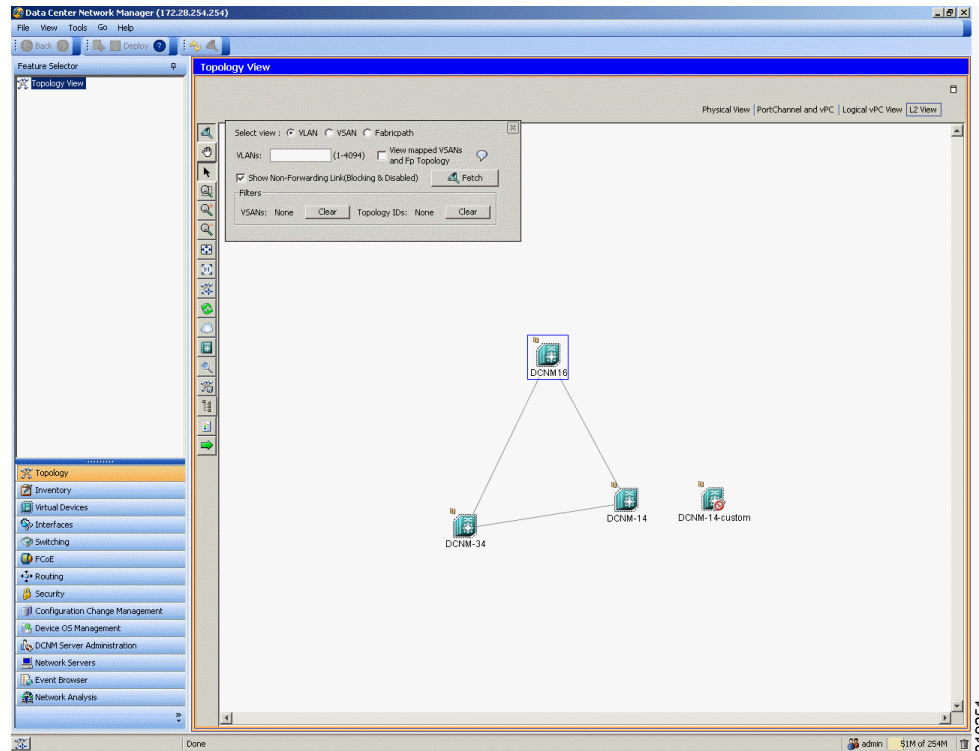 Data Center Network Manager (172.28.254.254)
File View Tools Go Help
Back Deploy
Feature Selector
Topology View
Topology View
Physical View PortChannel and vPC Logical vPC View L2 View
Select view : VLAN VSAN Fabricpath
VLANs: (1-4094) View mapped VSANs and Fp Topology
Show Non-Forwarding Link(Blocking & Disabled) Fetch
Filters
VSANs: None Clear Topology IDs: None Clear
DCNM16
DCNM-14
DCNM-14-custom
DCNM-34
Topology
Inventory
Virtual Devices
Interfaces
Switching
FCoE
Routing
Security
Configuration Change Management
Device OS Management
DCNM Server Administration
Network Servers
Event Browser
Network Analysis
Done
admin 51M of 254M